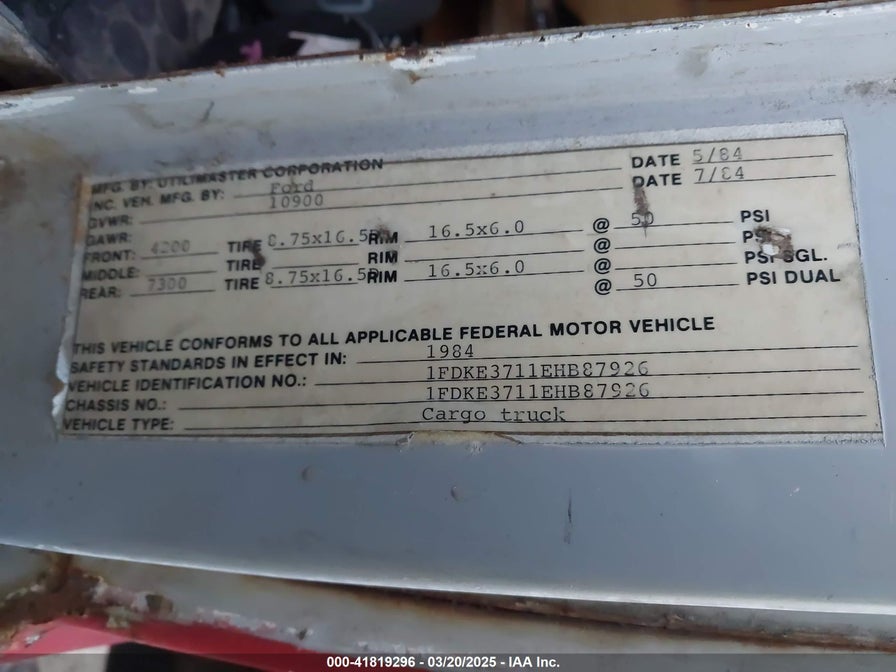 MFG. BY: UTILIMASTER CORPORATION DATE 5/84
INC. VEH. MFG. BY: Ford DATE 7/84
GVWR: 10900
GAWR:
FRONT: 4200 TIRE 8.75x16.5 RIM 16.5x6.0 @ 50 PSI
MIDDLE: TIRE RIM @
REAR: 7300 TIRE 8.75x16.5 RIM 16.5x6.0 @ PSI SGL.
@ 50 PSI DUAL
THIS VEHICLE CONFORMS TO ALL APPLICABLE FEDERAL MOTOR VEHICLE
SAFETY STANDARDS IN EFFECT IN: 1984
VEHICLE IDENTIFICATION NO.: 1FDKE3711EHB87926
CHASSIS NO.: 1FDKE3711EHB87926
VEHICLE TYPE: Cargo truck
000-41819296 - 03/20/2025 - IAA Inc.